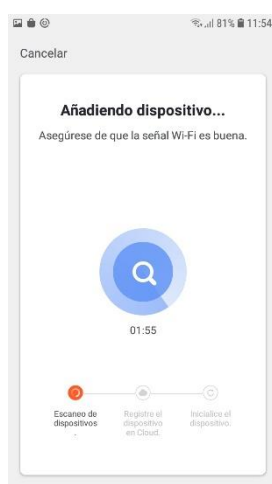 81% 11:54
Cancelar
Añadiendo dispositivo...
Asegúrese de que la señal Wi-Fi es buena.
01:55
Escaneo de
dispositivos
.
Registre el
dispositivo
en Cloud.
Inicialice el
dispositivo.